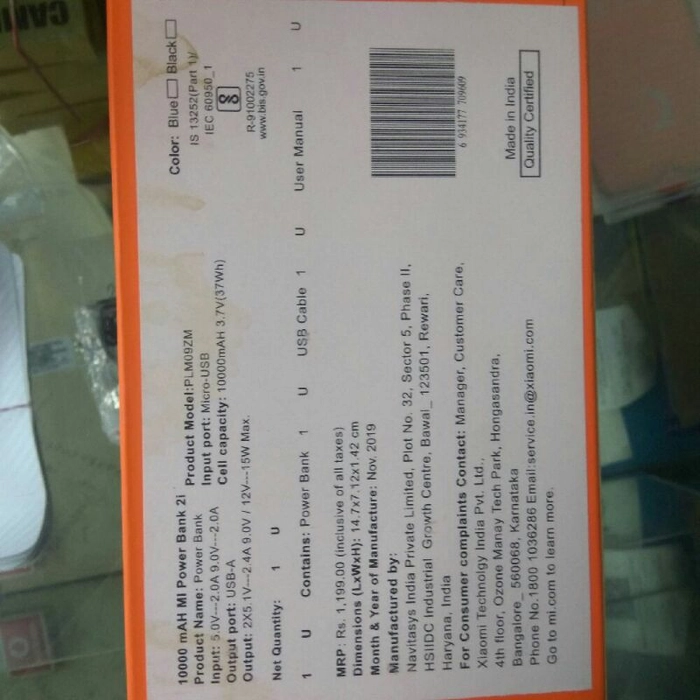 10000 mAH MI Power Bank 2i
Product Name: Power Bank
Product Model:PLM09ZM
Input: 5.0V---2.0A 9.0V---2.0A
Input port: Micro-USB
Output port: USB-A
Cell capacity: 10000mAH 3.7V(37Wh)
Output: 2X5.1V---2.4A 9.0V / 12V---15W Max.
Color: Blue Black
IS 13252(Part 1)/
IEC 60950_1
R-91002275
www.bis.gov.in
Net Quantity: 1 U
1 U Contains: Power Bank 1 U USB Cable 1 U User Manual 1 U
MRP: Rs. 1,199.00 (inclusive of all taxes)
Dimensions (LxWxH): 14.7x7.12x1.42 cm
Month & Year of Manufacture: Nov. 2019
Manufactured by:
Navitasys India Private Limited, Plot No. 32, Sector 5, Phase II,
HSIIDC Industrial Growth Centre, Bawal_ 123501, Rewari,
Haryana, India
For Consumer complaints Contact: Manager, Customer Care,
Xiaomi Technolgy India Pvt. Ltd.,
4th floor, Ozone Manay Tech Park, Hongasandra,
Bangalore_ 560068, Karnataka
Phone No.1800 1036286 Email:service.in@xiaomi.com
Go to mi.com to learn more.
6 934177 709609
Made in India
Quality Certified